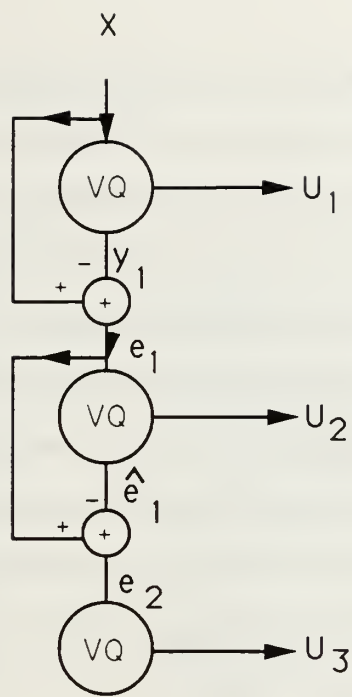 X
VQ
U₁
- y₁
+
+
e₁
VQ
U₂
- ê₁
+
+
e₂
VQ
U₃